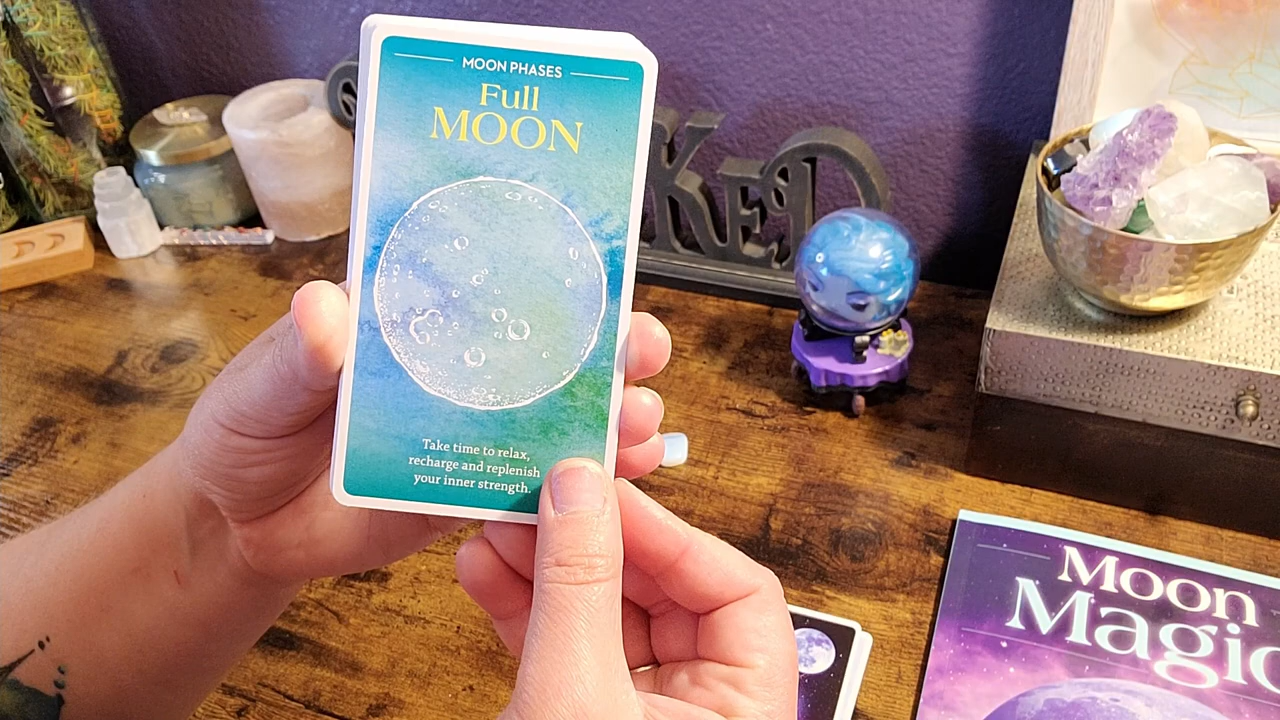 MOON PHASES
Full
MOON
Take time to relax,
recharge and replenish
your inner strength.
Moon
Magic